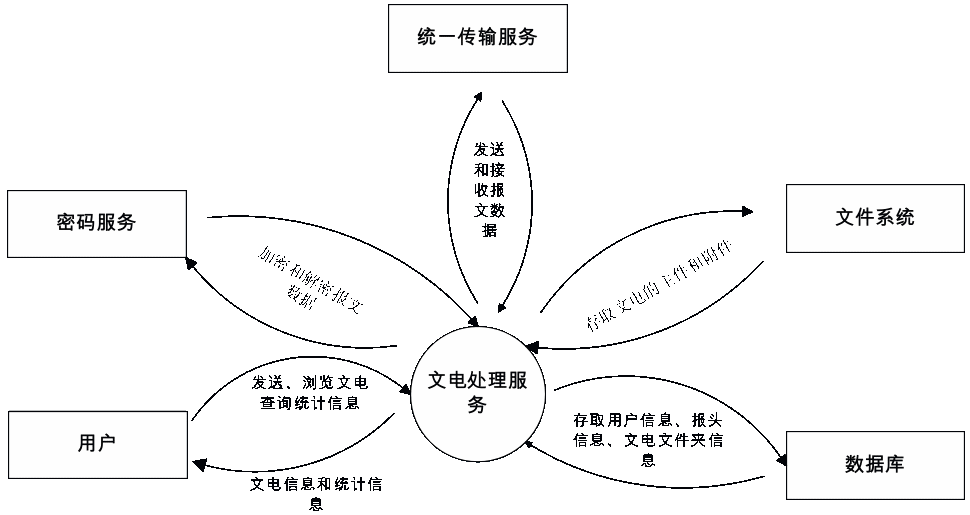 统一传输服务
发送
和接
收报
文数
据
密码服务
文件系统
加密和解密报文
数据
存取文电的主件和附件
文电处理服
务
发送、浏览文电
查询统计信息
用户
文电信息和统计信
息
存取用户信息、报头
信息、文电文件夹信
息
数据库